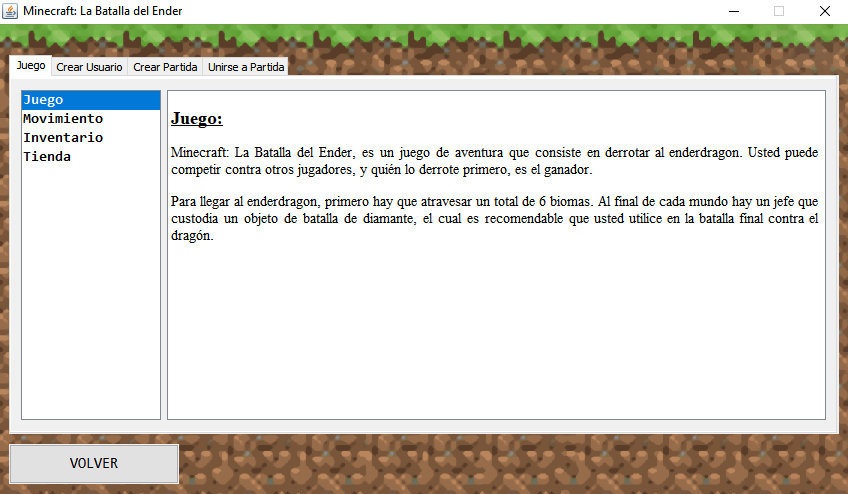 Minecraft: La Batalla del Ender
Juego Crear Usuario Crear Partida Unirse a Partida
Juego
Movimiento
Inventario
Tienda
Juego:
Minecraft: La Batalla del Ender, es un juego de aventura que consiste en derrotar al enderdragon. Usted puede
competir contra otros jugadores, y quién lo derrote primero, es el ganador.
Para llegar al enderdragon, primero hay que atravesar un total de 6 biomas. Al final de cada mundo hay un jefe que
custodia un objeto de batalla de diamante, el cual es recomendable que usted utilice en la batalla final contra el
dragón.
VOLVER